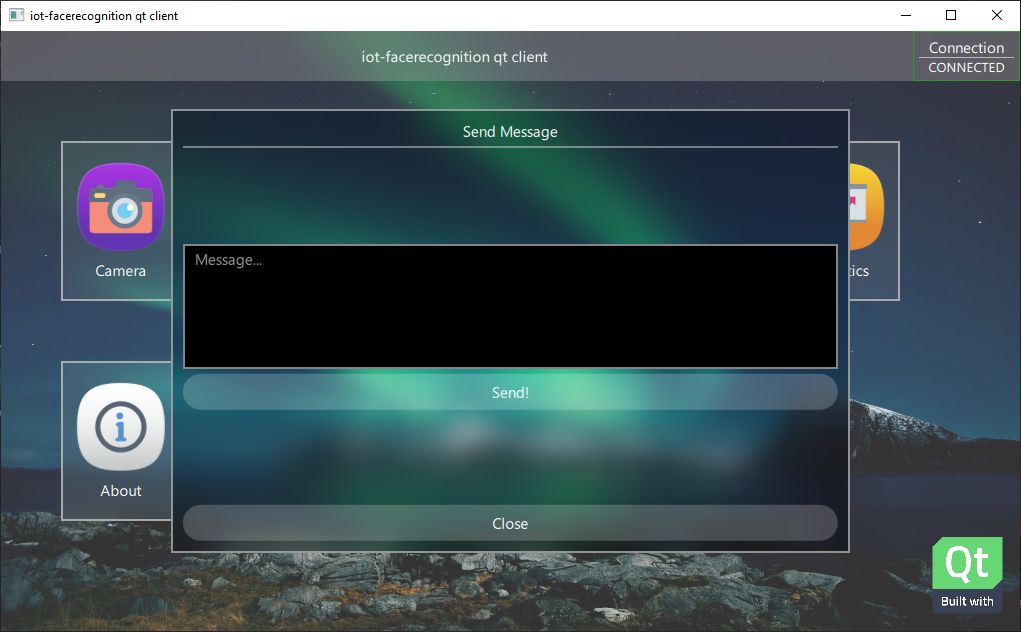 iot-facerecognition qt client
iot-facerecognition qt client
Connection
CONNECTED
Send Message
Camera
tics
Message...
Send!
About
Close
Qt
Built with